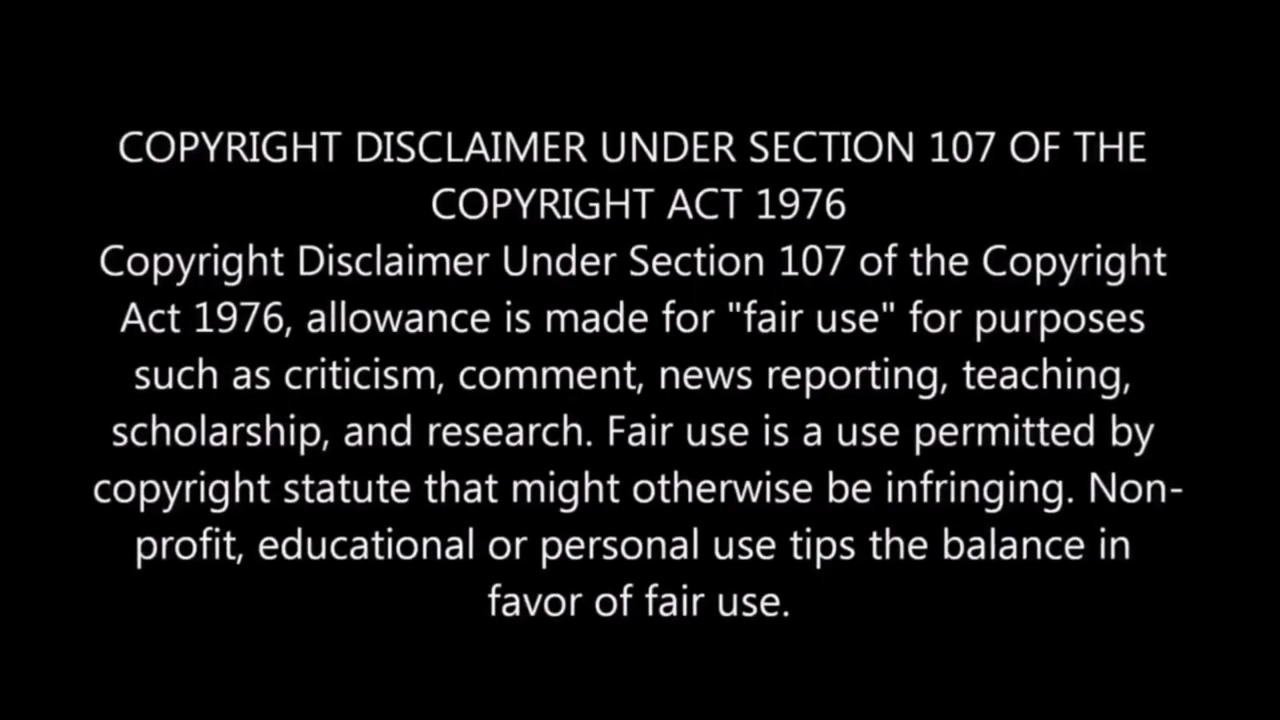 COPYRIGHT DISCLAIMER UNDER SECTION 107 OF THE
COPYRIGHT ACT 1976
Copyright Disclaimer Under Section 107 of the Copyright
Act 1976, allowance is made for "fair use" for purposes
such as criticism, comment, news reporting, teaching,
scholarship, and research. Fair use is a use permitted by
copyright statute that might otherwise be infringing. Non-
profit, educational or personal use tips the balance in
favor of fair use.